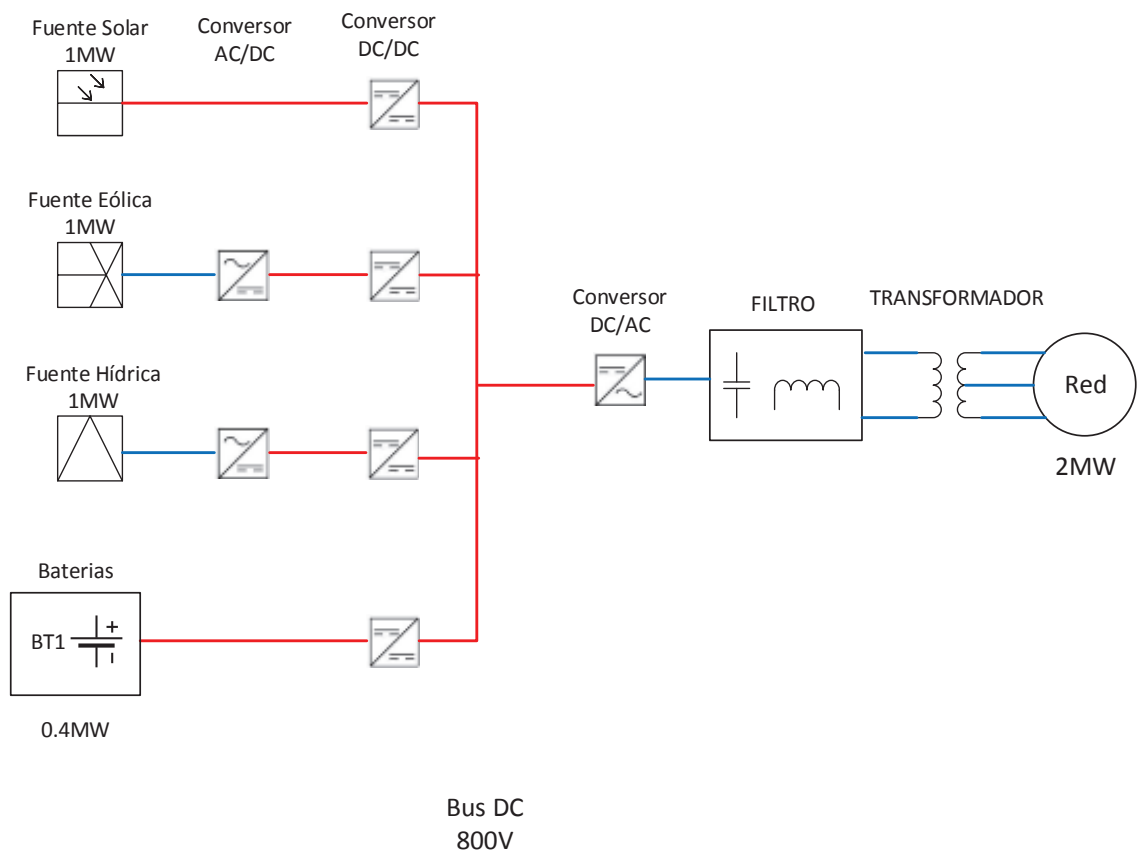 Fuente Solar
1MW
Conversor
AC/DC
Conversor
DC/DC
Fuente Eólica
1MW
Fuente Hídrica
1MW
Conversor
DC/AC
FILTRO
TRANSFORMADOR
Red
2MW
Baterias
BT1
+
-
0.4MW
Bus DC
800V